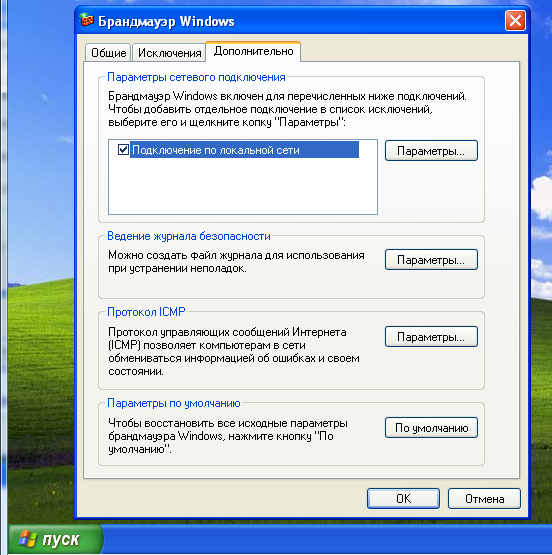 Брандмауэр Windows
Общие Исключения Дополнительно
Параметры сетевого подключения
Брандмауэр Windows включен для перечисленных ниже подключений.
Чтобы добавить отдельное подключение в список исключений,
выберите его и щелкните копку "Параметры":
Подключение по локальной сети
Параметры...
Ведение журнала безопасности
Можно создать файл журнала для использования
при устранении неполадок.
Параметры...
Протокол ICMP
Протокол управляющих сообщений Интернета
(ICMP) позволяет компьютерам в сети
обмениваться информацией об ошибках и своем
состоянии.
Параметры...
Параметры по умолчанию
Чтобы восстановить все исходные параметры
брандмауэра Windows, нажмите кнопку "По
умолчанию".
По умолчанию
ОК Отмена
пуск